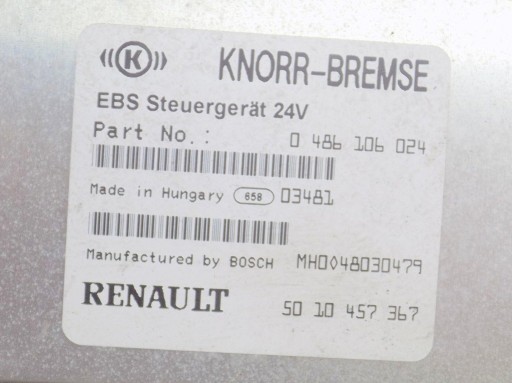 K KNORR-BREMSE
EBS Steuergerät 24V
Part No.: 0 486 106 024
Made in Hungary 658 03481
Manufactured by BOSCH MH0048030479
RENAULT 50 10 457 367